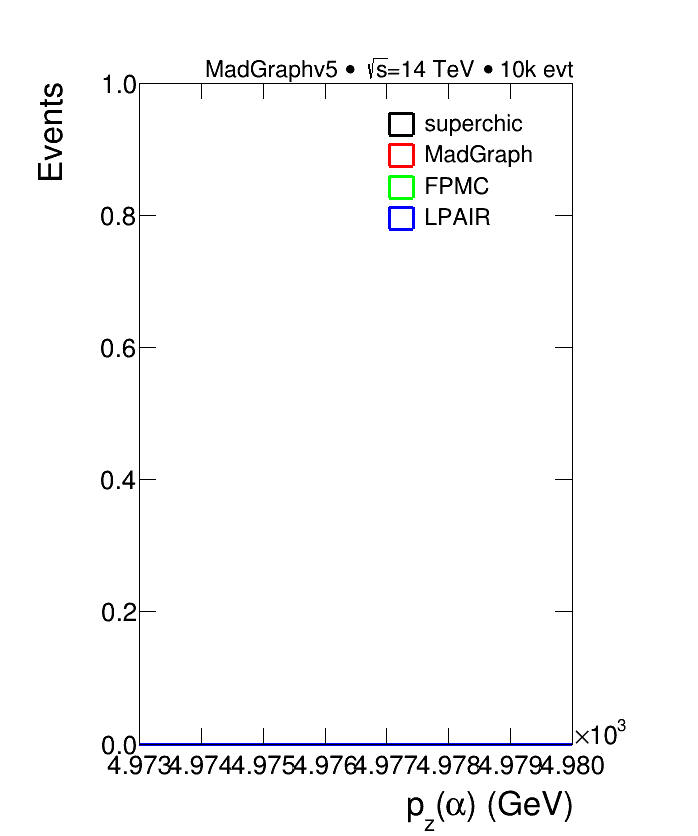 MadGraphv5 • √s=14 TeV • 10k evt
Events
1.0
0.8
0.6
0.4
0.2
0.0
superchic
MadGraph
FPMC
LPAIR
4.973 4.974 4.975 4.976 4.977 4.978 4.979 4.980
×10³
p_z(α) (GeV)